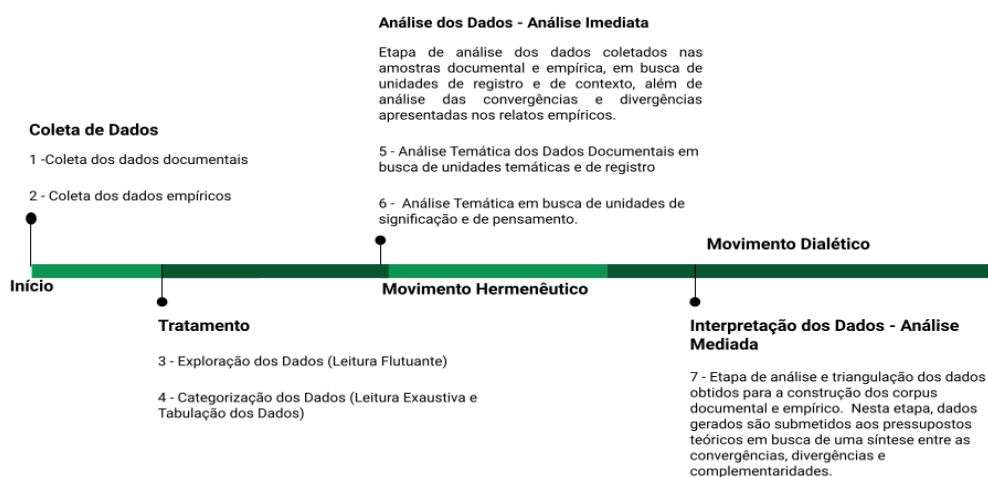 Análise dos Dados - Análise Imediata
Etapa de análise dos dados coletados nas
amostras documental e empírica, em busca de
unidades de registro e de contexto, além de
análise das convergências e divergências
apresentadas nos relatos empíricos.
5 - Análise Temática dos Dados Documentais em
busca de unidades temáticas e de registro
6 - Análise Temática em busca de unidades de
significação e de pensamento.
Coleta de Dados
1 -Coleta dos dados documentais
2 - Coleta dos dados empíricos
Movimento Dialético
Início
Movimento Hermenêutico
Tratamento
3 - Exploração dos Dados (Leitura Flutuante)
4 - Categorização dos Dados (Leitura Exaustiva e
Tabulação dos Dados)
Interpretação dos Dados - Análise
Mediada
7 - Etapa de análise e triangulação dos dados
obtidos para a construção dos corpus
documental e empírico. Nesta etapa, dados
gerados são submetidos aos pressupostos
teóricos em busca de uma síntese entre as
convergências, divergências e
complementaridades.